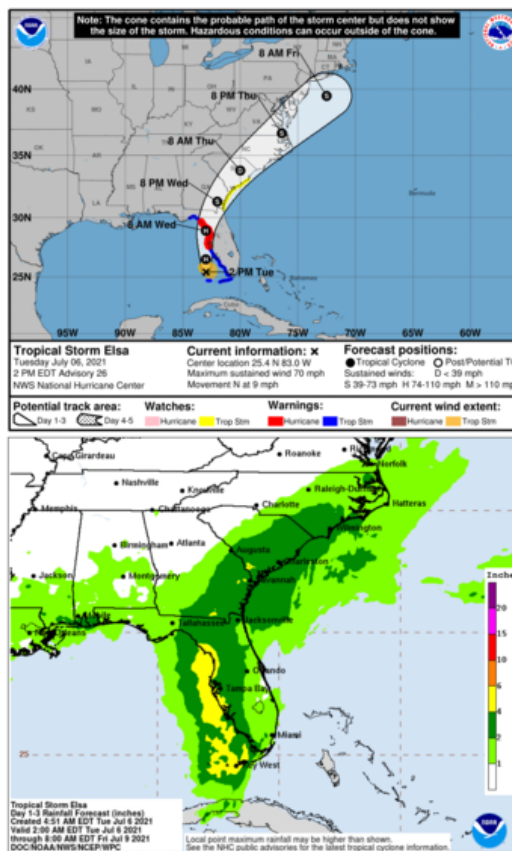 Note: The cone contains the probable path of the storm center but does not show
the size of the storm. Hazardous conditions can occur outside of the cone.
8 AM Fri
40N
8 PM Thu
8 AM Thu
35N
8 PM Wed
30N
8 AM Wed
2 PM Tue
25N
Bermuda
95W 90W 85W 80W 75W 70W 65W
Tropical Storm Elsa
Tuesday July 06, 2021
2 PM EDT Advisory 26
NWS National Hurricane Center
Current information: x
Center location 25.4 N 83.0 W
Maximum sustained wind 70 mph
Movement N at 9 mph
Forecast positions:
Tropical Cyclone Post/Potential T
Sustained winds: D < 39 mph
S 39-73 mph H 74-110 mph M > 110 mph
Potential track area:
Day 1-3 Day 4-5
Watches:
Hurricane Trop Stm
Warnings:
Hurricane Trop Stm
Current wind extent:
Hurricane Trop Stm
Cape Girardeau
Roanoke
Norfolk
Nashville
Knoxville
Raleigh-Durham
Hatteras
Memphis
Chattanooga
Charlotte
Wilmington
Birmingham
Atlanta
Augusta
Charleston
Jackson
Montgomery
Savannah
Tallahassee
Jacksonville
Orlando
Tampa Bay
Miami
Key West
25
Inche
20
15
10
6
4
2
1
Tropical Storm Elsa
Day 1-3 Rainfall Forecast (inches)
Created 4:51 AM EDT Tue Jul 6 2021
Valid 2:00 AM EDT Tue Jul 6 2021
through 8:00 AM EDT Fri Jul 9 2021
DOC/NOAA/NWS/NCEP/WPC
Local point maximum rainfall may be higher than shown.
See the NHC public advisories for the latest tropical cyclone information.